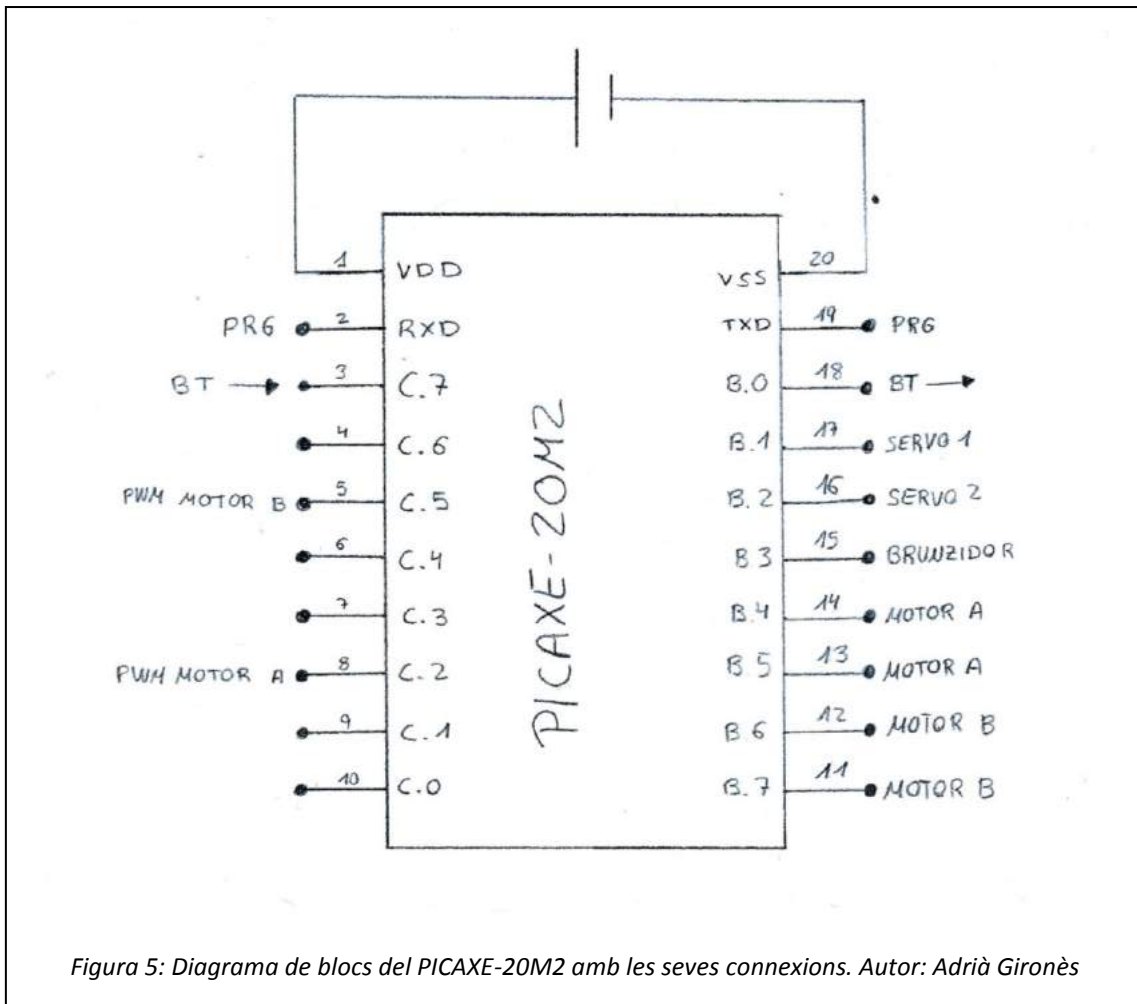 1 VDD VSS 20
PRG 2 RXD TXD 19 PRG
BT 3 C.7 B.0 18 BT
4 C.6 B.1 17 SERVO 1
PWM MOTOR B 5 C.5 B.2 16 SERVO 2
6 C.4 B3 15 BRUNZIDOR
7 C.3 B.4 14 MOTOR A
PWM MOTOR A 8 C.2 B.5 13 MOTOR A
9 C.1 B.6 12 MOTOR B
10 C.0 B.7 11 MOTOR B
PICAXE-20M2
Figura 5: Diagrama de blocs del PICAXE-20M2 amb les seves connexions. Autor: Adrià Gironès